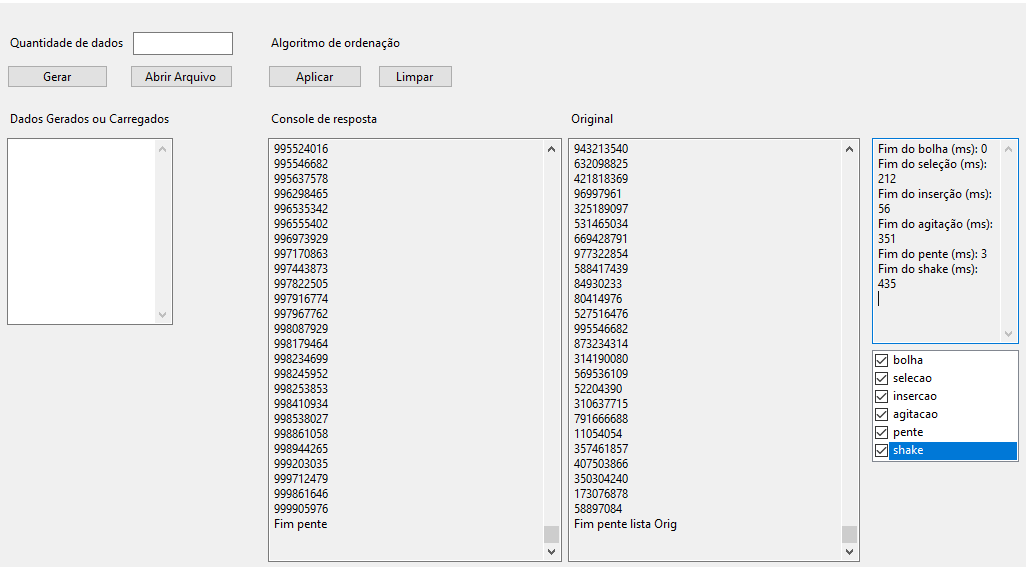 Quantidade de dados
Algoritmo de ordenação
Gerar
Abrir Arquivo
Aplicar
Limpar
Dados Gerados ou Carregados
Console de resposta
Original
995524016
995546682
995637578
996298465
996535342
996555402
996973929
997170863
997443873
997822505
997916774
997967762
998087929
998179464
998234699
998245952
998253853
998410934
998538027
998861058
998944265
999203035
999712479
999861646
999905976
Fim pente
943213540
632098825
421818369
96997961
325189097
531465034
669428791
977322854
588417439
84930233
80414976
527516476
995546682
873234314
314190080
569536109
52204390
310637715
791666688
11054054
357461857
407503866
350304240
173076878
58897084
Fim pente lista Orig
Fim do bolha (ms): 0
Fim do seleção (ms):
212
Fim do inserção (ms):
56
Fim do agitação (ms):
351
Fim do pente (ms): 3
Fim do shake (ms):
435
bolha
selecao
insercao
agitacao
pente
shake